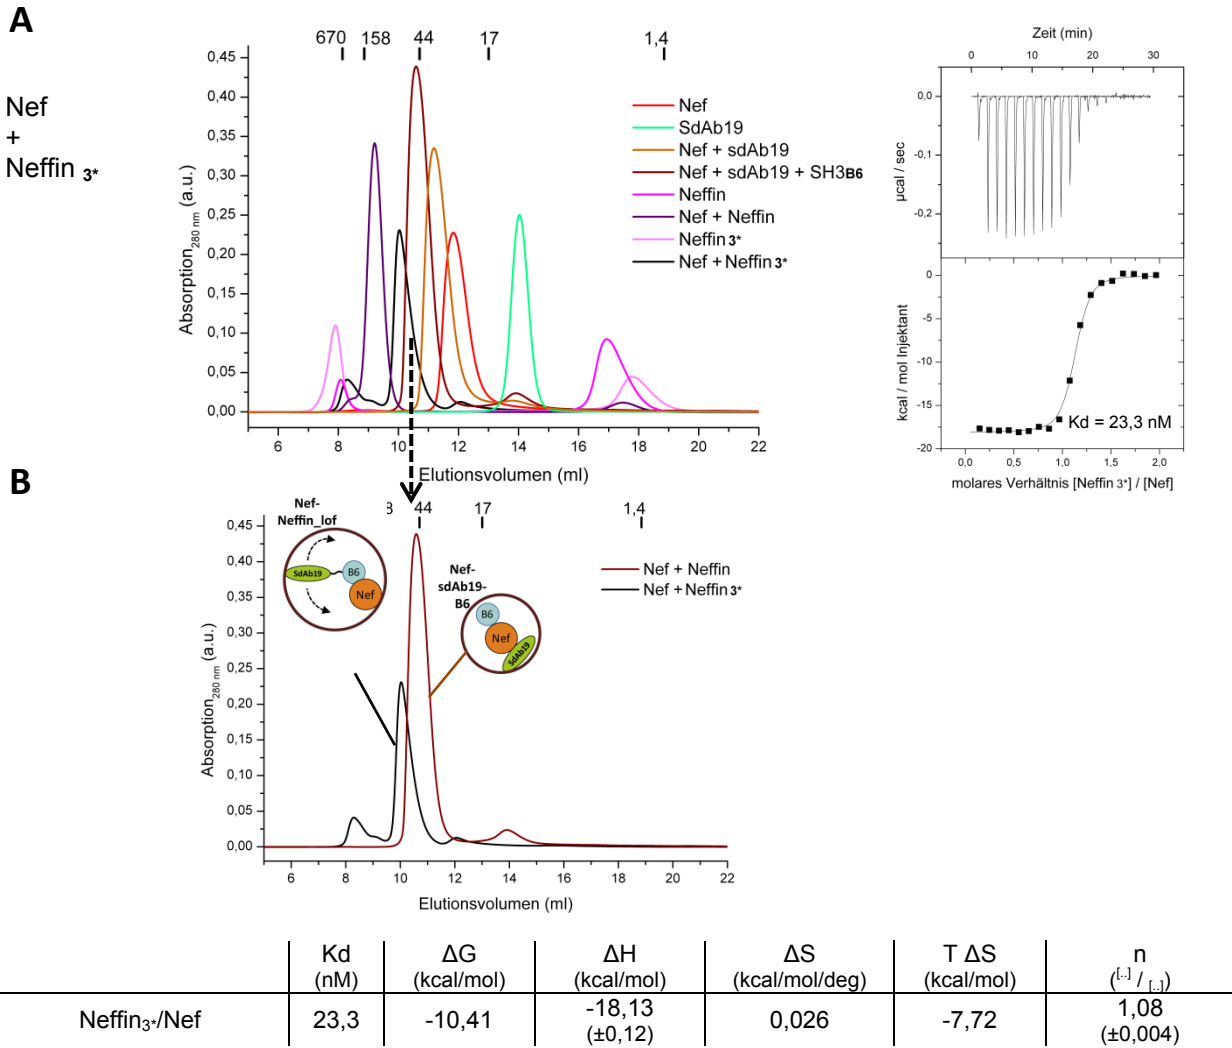 A
Nef
+
Neffin 3*
670 158 44 17 1,4
0,45
0,40
0,35
0,30
0,25
0,20
0,15
0,10
0,05
0,00
Absorption280 nm (a.u.)
6 8 10 12 14 16 18 20 22
Elutionsvolumen (ml)
Nef
SdAb19
Nef + sdAb19
Nef + sdAb19 + SH3B6
Neffin
Nef + Neffin
Neffin 3*
Nef + Neffin 3*
Zeit (min)
0 10 20 30
0,0
-0,1
-0,2
µcal / sec
0
-5
-10
-15
-20
kcal / mol Injektant
Kd = 23,3 nM
0,0 0,5 1,0 1,5 2,0
molares Verhältnis [Neffin 3*] / [Nef]
B
Nef-
Neffin_lof
SdAb19
B6
Nef
8 44 17 1,4
Nef-
sdAb19-
B6
B6
Nef
SdAb19
Nef + Neffin
Nef + Neffin 3*
0,45
0,40
0,35
0,30
0,25
0,20
0,15
0,10
0,05
0,00
Absorption280 nm (a.u.)
6 8 10 12 14 16 18 20 22
Elutionsvolumen (ml)
Kd ΔG ΔH ΔS T ΔS n
(nM) (kcal/mol) (kcal/mol) (kcal/mol/deg) (kcal/mol) ([..] / [..])
Neffin3*/Nef 23,3 -10,41 -18,13 (±0,12) 0,026 -7,72 1,08 (±0,004)